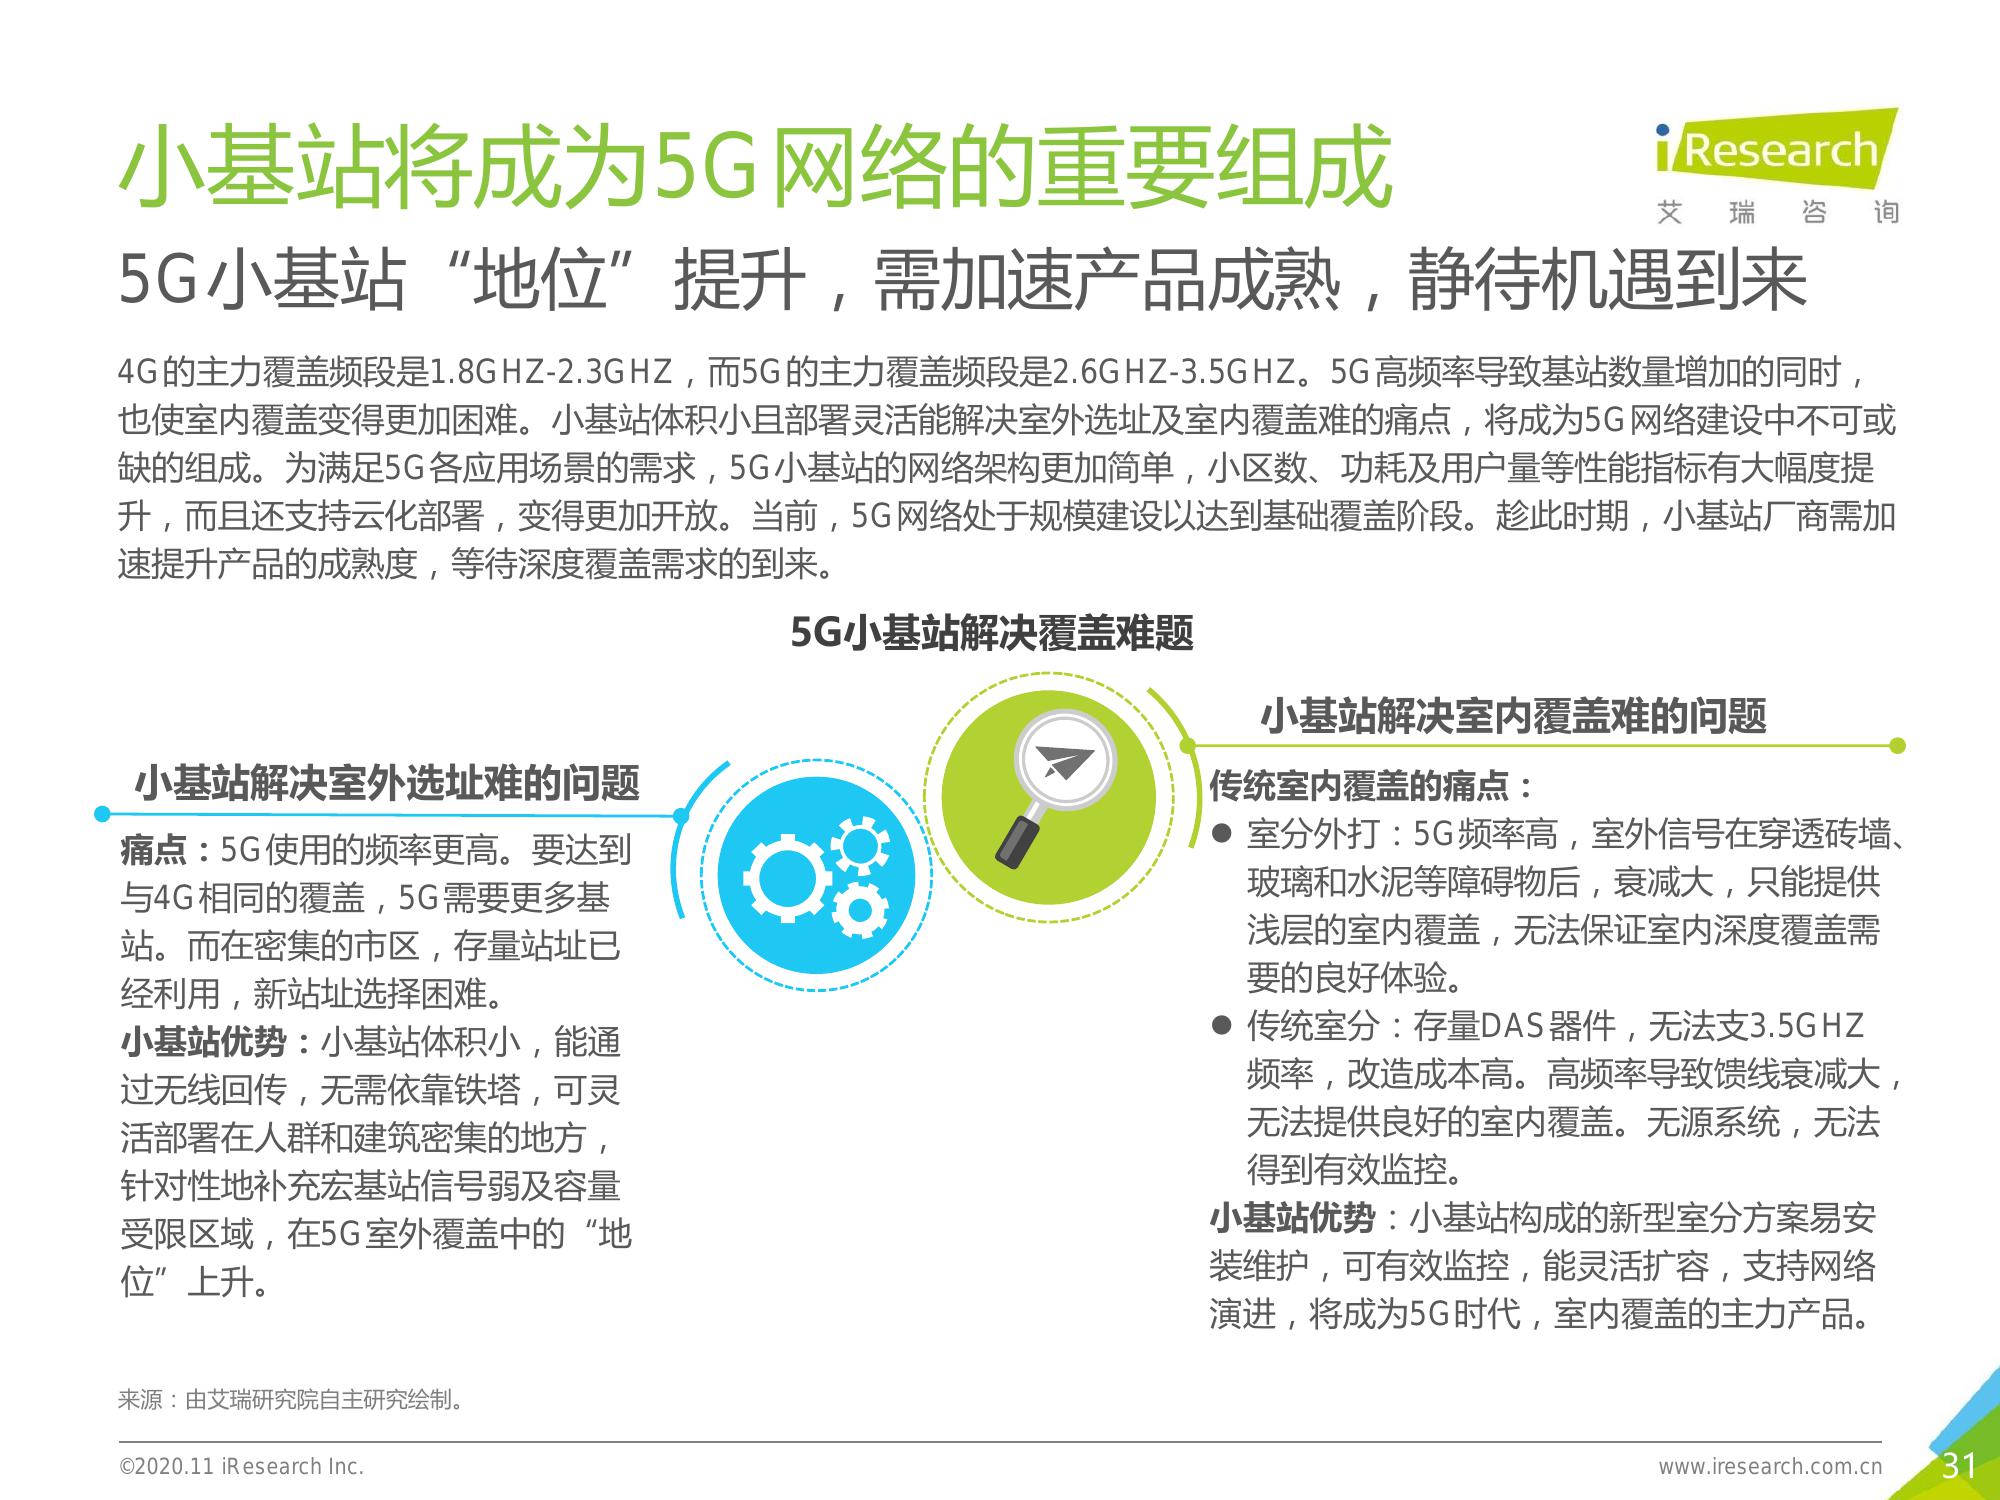 小基站将成为5G网络的重要组成
iResearch
艾瑞咨询
5G小基站“地位”提升，需加速产品成熟，静待机遇到来
4G的主力覆盖频段是1.8GHZ-2.3GHZ，而5G的主力覆盖频段是2.6GHZ-3.5GHZ。5G高频率导致基站数量增加的同时，
也使室内覆盖变得更加困难。小基站体积小且部署灵活能解决室外选址及室内覆盖难的痛点，将成为5G网络建设中不可或
缺的组成。为满足5G各应用场景的需求，5G小基站的网络架构更加简单，小区数、功耗及用户量等性能指标有大幅度提
升，而且还支持云化部署，变得更加开放。当前，5G网络处于规模建设以达到基础覆盖阶段。趁此时期，小基站厂商需加
速提升产品的成熟度，等待深度覆盖需求的到来。
5G小基站解决覆盖难题
小基站解决室外选址难的问题
痛点：5G使用的频率更高。要达到
与4G相同的覆盖，5G需要更多基
站。而在密集的市区，存量站址已
经利用，新站址选择困难。
小基站优势：小基站体积小，能通
过无线回传，无需依靠铁塔，可灵
活部署在人群和建筑密集的地方，
针对性地补充宏基站信号弱及容量
受限区域，在5G室外覆盖中的“地
位”上升。
小基站解决室内覆盖难的问题
传统室内覆盖的痛点：
● 室分外打：5G频率高，室外信号在穿透砖墙、
玻璃和水泥等障碍物后，衰减大，只能提供
浅层的室内覆盖，无法保证室内深度覆盖需
要的良好体验。
● 传统室分：存量DAS器件，无法支3.5GHZ
频率，改造成本高。高频率导致馈线衰减大，
无法提供良好的室内覆盖。无源系统，无法
得到有效监控。
小基站优势：小基站构成的新型室分方案易安
装维护，可有效监控，能灵活扩容，支持网络
演进，将成为5G时代，室内覆盖的主力产品。
来源：由艾瑞研究院自主研究绘制。
©2020.11 iResearch Inc.
www.iresearch.com.cn
31